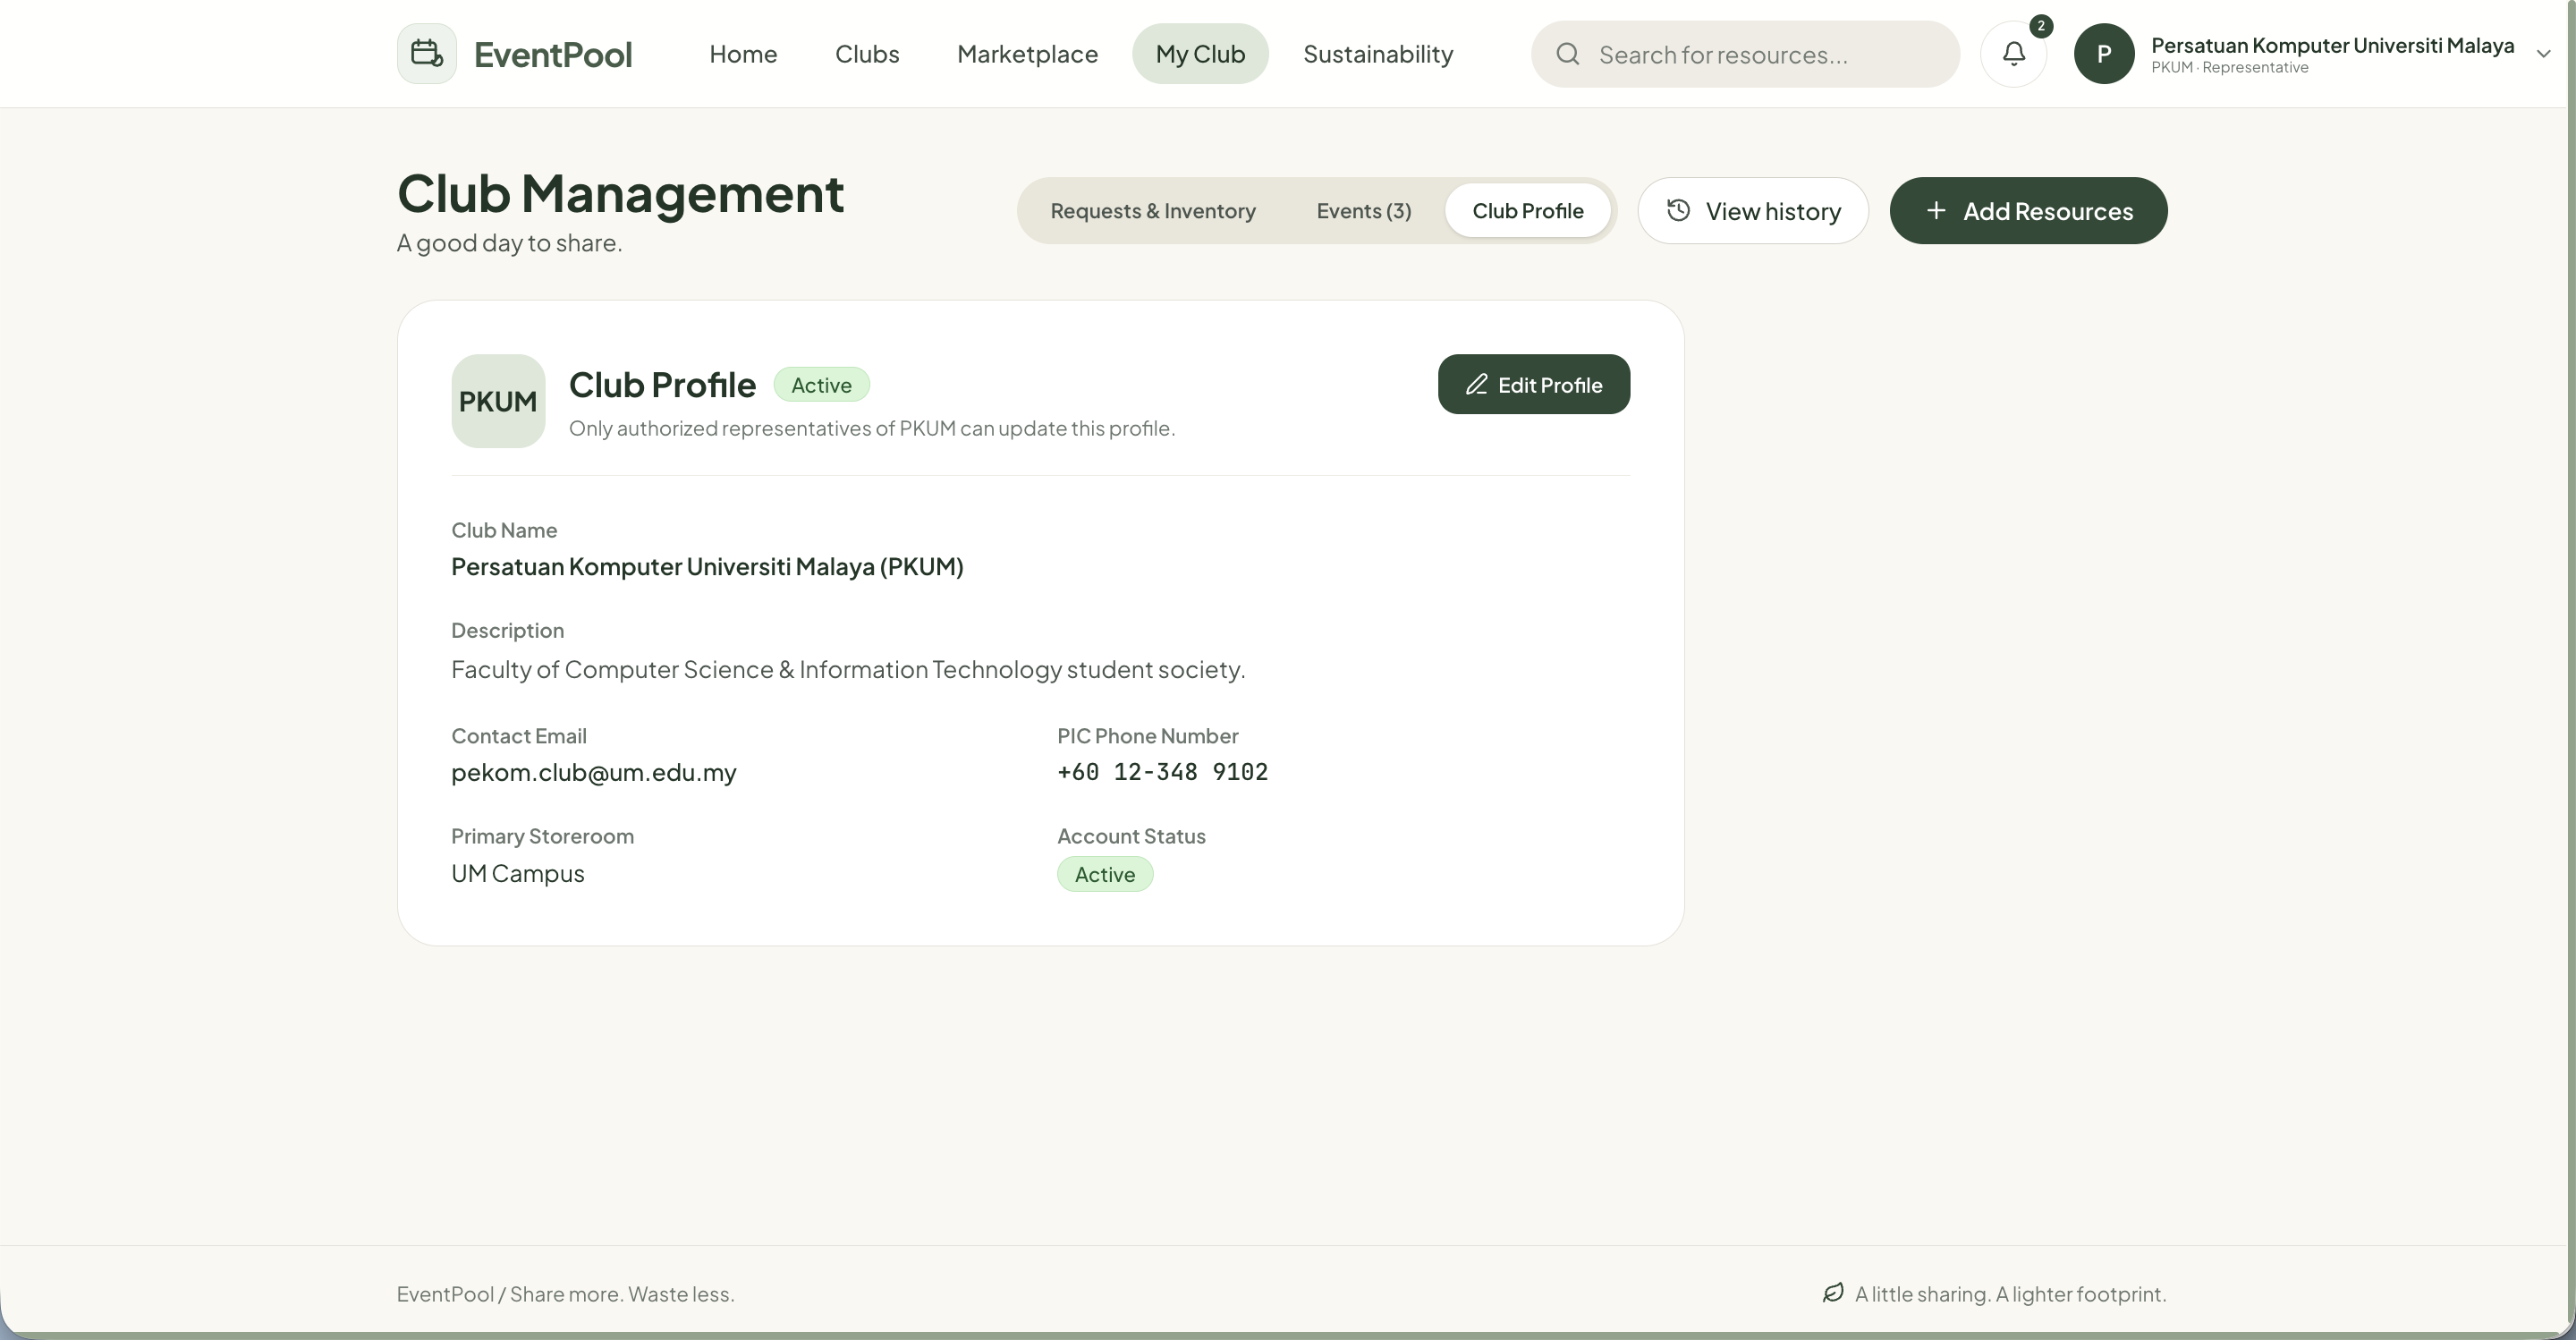 EventPool
Home
Clubs
Marketplace
My Club
Sustainability
Search for resources...
2
P
Persatuan Komputer Universiti Malaya
PKUM · Representative
Club Management
A good day to share.
Requests & Inventory
Events (3)
Club Profile
View history
Add Resources
PKUM
Club Profile
Active
Only authorized representatives of PKUM can update this profile.
Edit Profile
Club Name
Persatuan Komputer Universiti Malaya (PKUM)
Description
Faculty of Computer Science & Information Technology student society.
Contact Email
pekom.club@um.edu.my
PIC Phone Number
+60 12-348 9102
Primary Storeroom
UM Campus
Account Status
Active
EventPool / Share more. Waste less.
A little sharing. A lighter footprint.